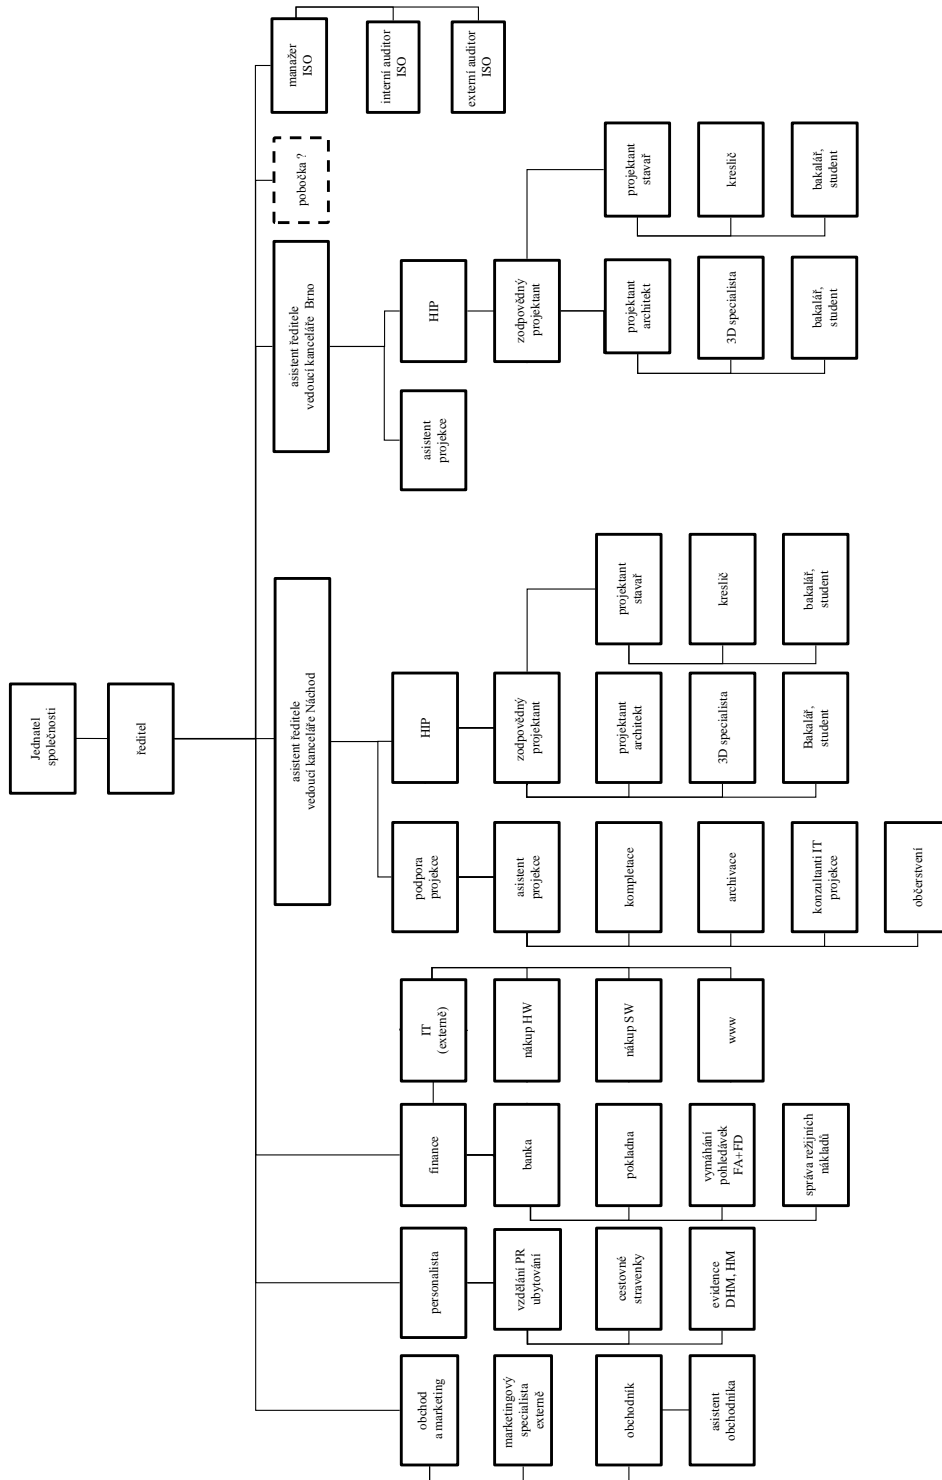 Jednatel
společnosti
ředitel
obchod
a marketing
marketingový
specialista
externě
obchodník
asistent
obchodníka
personalista
vzdělání PR
ubytování
cestovné
stravenky
evidence
DHM, HM
finance
banka
pokladna
vymáháni
pohledávek
FA+FD
správa režijních
nákladů
IT
(externě)
nákup HW
nákup SW
www
asistent ředitele
vedoucí kanceláře Náchod
podpora
projekce
asistent
projekce
kompletace
archivace
konzultanti IT
projekce
občerstvení
HIP
zodpovědný
projektant
projektant
architekt
3D specialista
Bakalář,
student
projektant
stavař
kreslič
bakalář,
student
asistent ředitele
vedoucí kanceláře Brno
asistent
projekce
HIP
zodpovědný
projektant
projektant
architekt
3D specialista
bakalář,
student
projektant
stavař
kreslič
bakalář,
student
pobočka ?
manažer
ISO
interní auditor
ISO
externí auditor
ISO